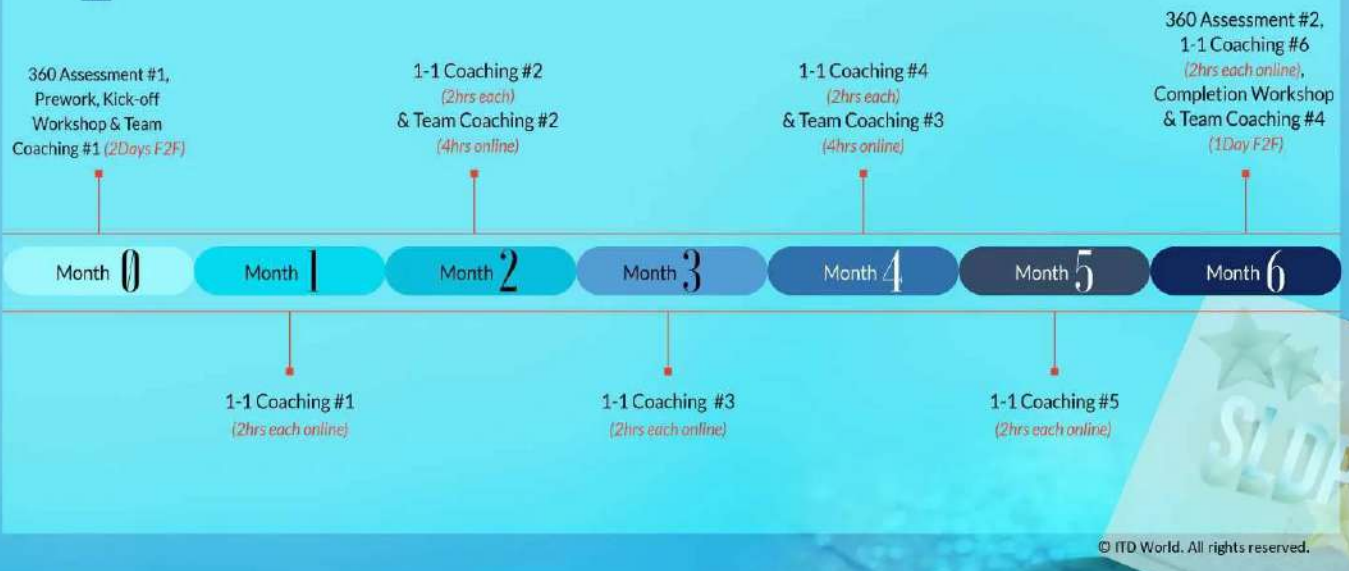 360 Assessment #1,
Prework, Kick-off
Workshop & Team
Coaching #1 (2Days F2F)
1-1 Coaching #2
(2hrs each)
& Team Coaching #2
(4hrs online)
1-1 Coaching #4
(2hrs each)
& Team Coaching #3
(4hrs online)
360 Assessment #2,
1-1 Coaching #6
(2hrs each online),
Completion Workshop
& Team Coaching #4
(1Day F2F)
Month 0
Month 1
Month 2
Month 3
Month 4
Month 5
Month 6
1-1 Coaching #1
(2hrs each online)
1-1 Coaching #3
(2hrs each online)
1-1 Coaching #5
(2hrs each online)
© ITD World. All rights reserved.